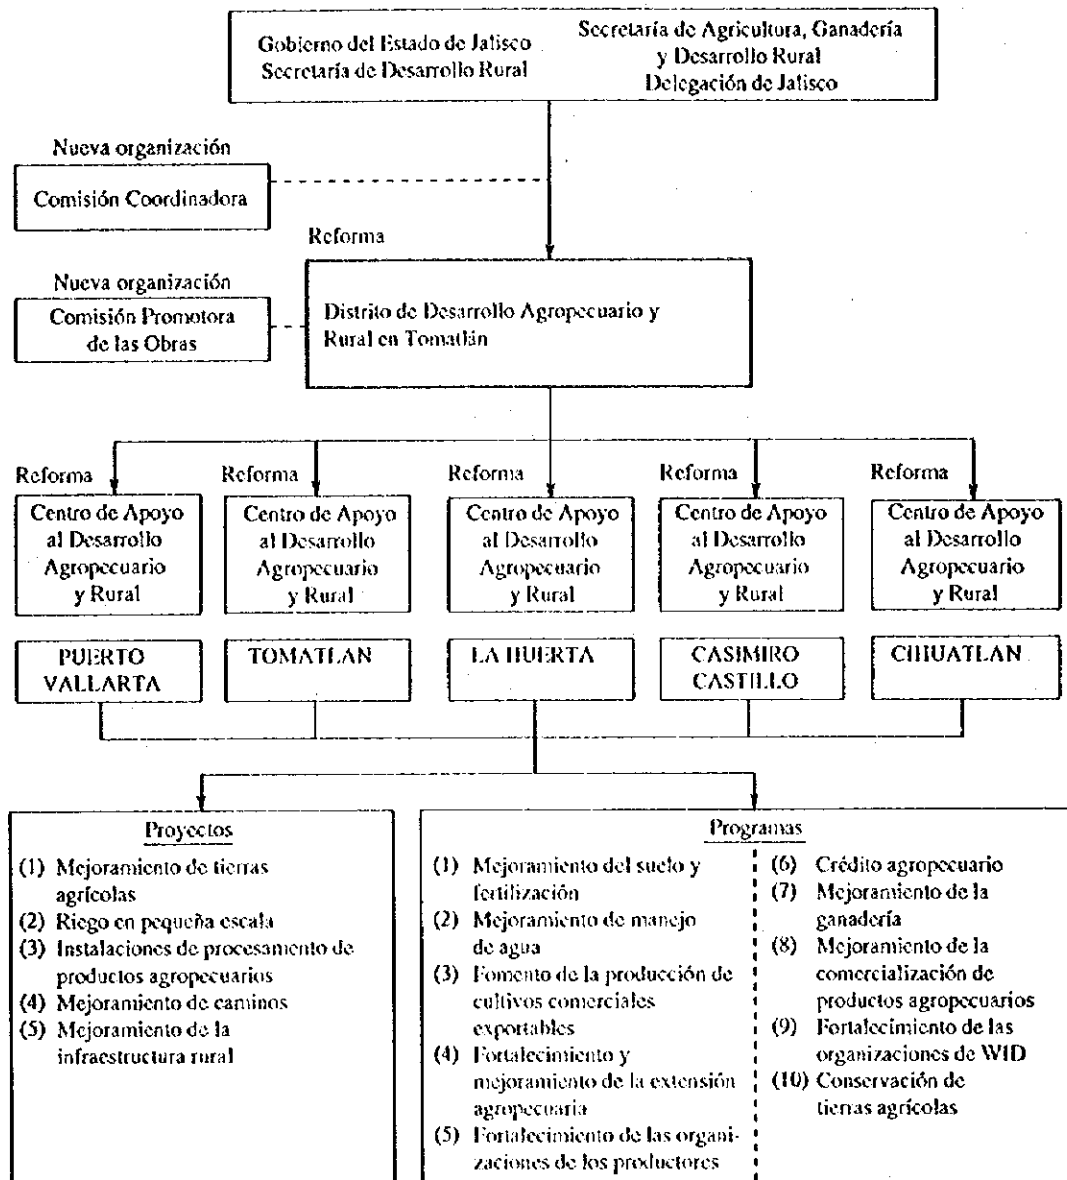 Gobierno del Estado de Jalisco
Secretaría de Desarrollo Rural
Secretaría de Agricultura, Ganadería
y Desarrollo Rural
Delegación de Jalisco
Nueva organización
Comisión Coordinadora
Reforma
Nueva organización
Comisión Promotora
de las Obras
Distrito de Desarrollo Agropecuario y
Rural en Tomatlán
Reforma
Centro de Apoyo
al Desarrollo
Agropecuario
y Rural
Reforma
Centro de Apoyo
al Desarrollo
Agropecuario
y Rural
Reforma
Centro de Apoyo
al Desarrollo
Agropecuario
y Rural
Reforma
Centro de Apoyo
al Desarrollo
Agropecuario
y Rural
Reforma
Centro de Apoyo
al Desarrollo
Agropecuario
y Rural
PUERTO
VALLARTA
TOMATLAN
LA HUERTA
CASIMIRO
CASTILLO
CIHUATLAN
Proyectos
(1) Mejoramiento de tierras
agrícolas
(2) Riego en pequeña escala
(3) Instalaciones de procesamiento de
productos agropecuarios
(4) Mejoramiento de caminos
(5) Mejoramiento de la
infraestructura rural
Programas
(1) Mejoramiento del suelo y
fertilización
(2) Mejoramiento de manejo
de agua
(3) Fomento de la producción de
cultivos comerciales
exportables
(4) Fortalecimiento y
mejoramiento de la extensión
agropecuaria
(5) Fortalecimiento de las organi-
zaciones de los productores
(6) Crédito agropecuario
(7) Mejoramiento de la
ganadería
(8) Mejoramiento de la
comercialización de
productos agropecuarios
(9) Fortalecimiento de las
organizaciones de WID
(10) Conservación de
tierras agrícolas